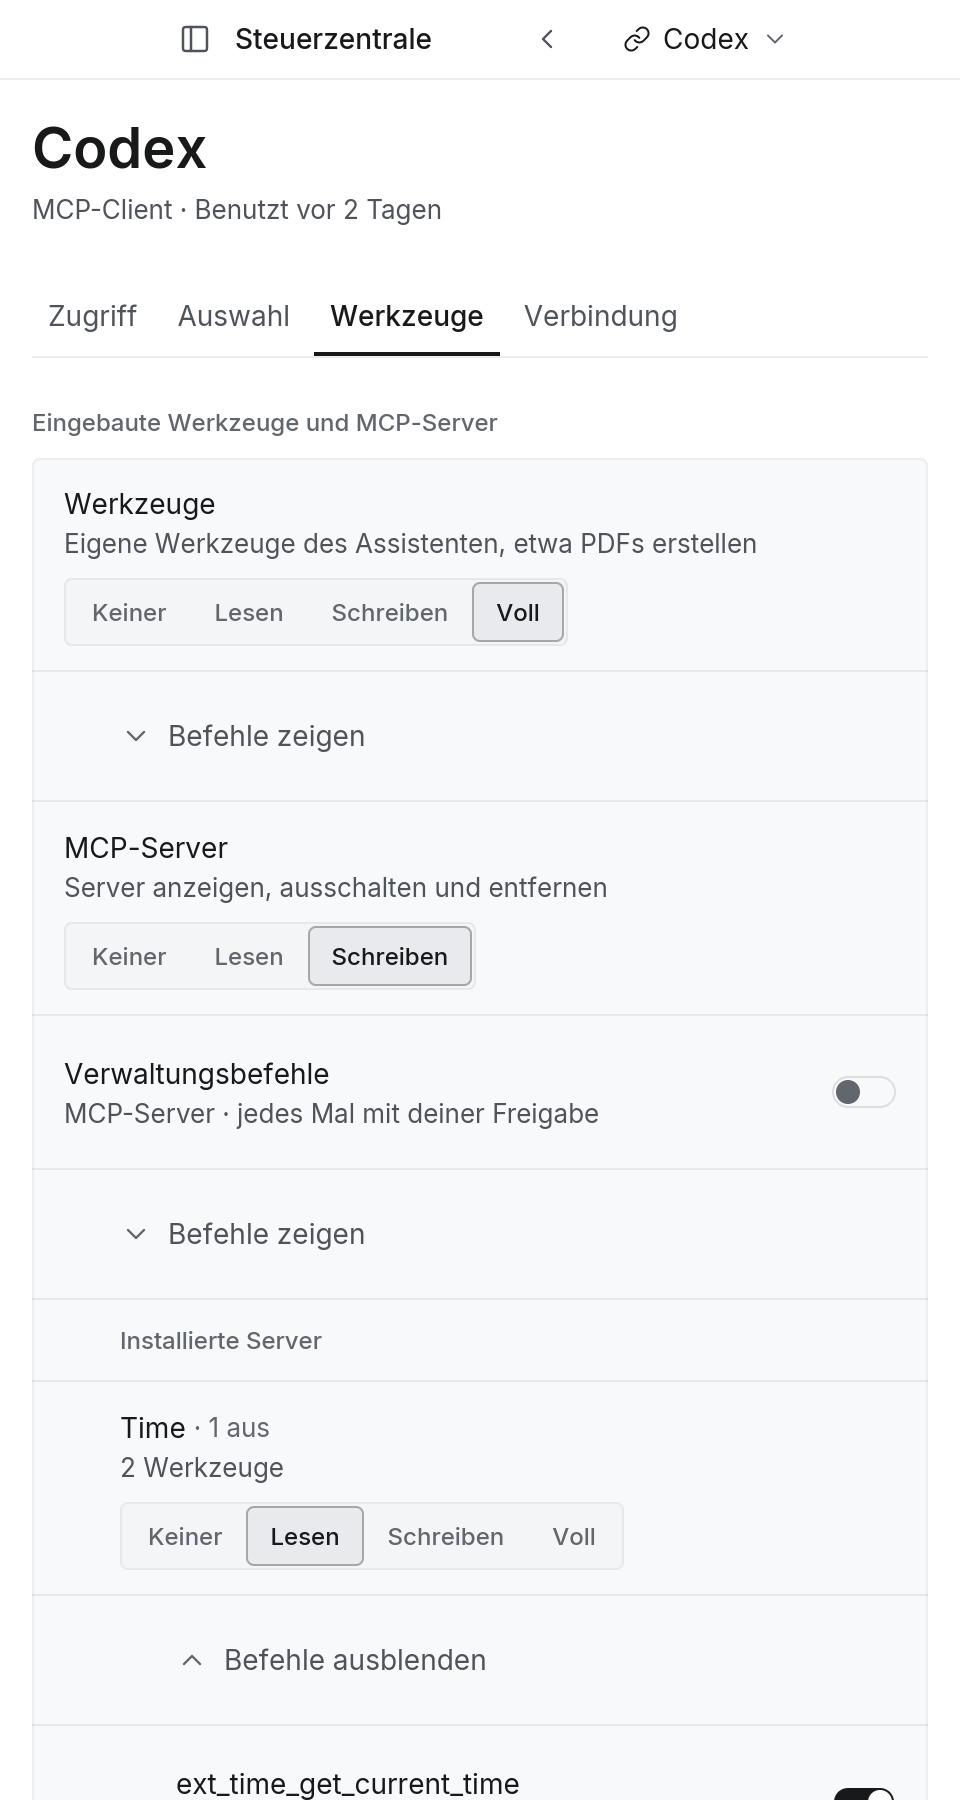 Steuerzentrale
Codex
Codex
MCP-Client · Benutzt vor 2 Tagen
Zugriff Auswahl Werkzeuge Verbindung
Eingebaute Werkzeuge und MCP-Server
Werkzeuge
Eigene Werkzeuge des Assistenten, etwa PDFs erstellen
Keiner Lesen Schreiben Voll
Befehle zeigen
MCP-Server
Server anzeigen, ausschalten und entfernen
Keiner Lesen Schreiben
Verwaltungsbefehle
MCP-Server · jedes Mal mit deiner Freigabe
Befehle zeigen
Installierte Server
Time · 1 aus
2 Werkzeuge
Keiner Lesen Schreiben Voll
Befehle ausblenden
ext_time_get_current_time